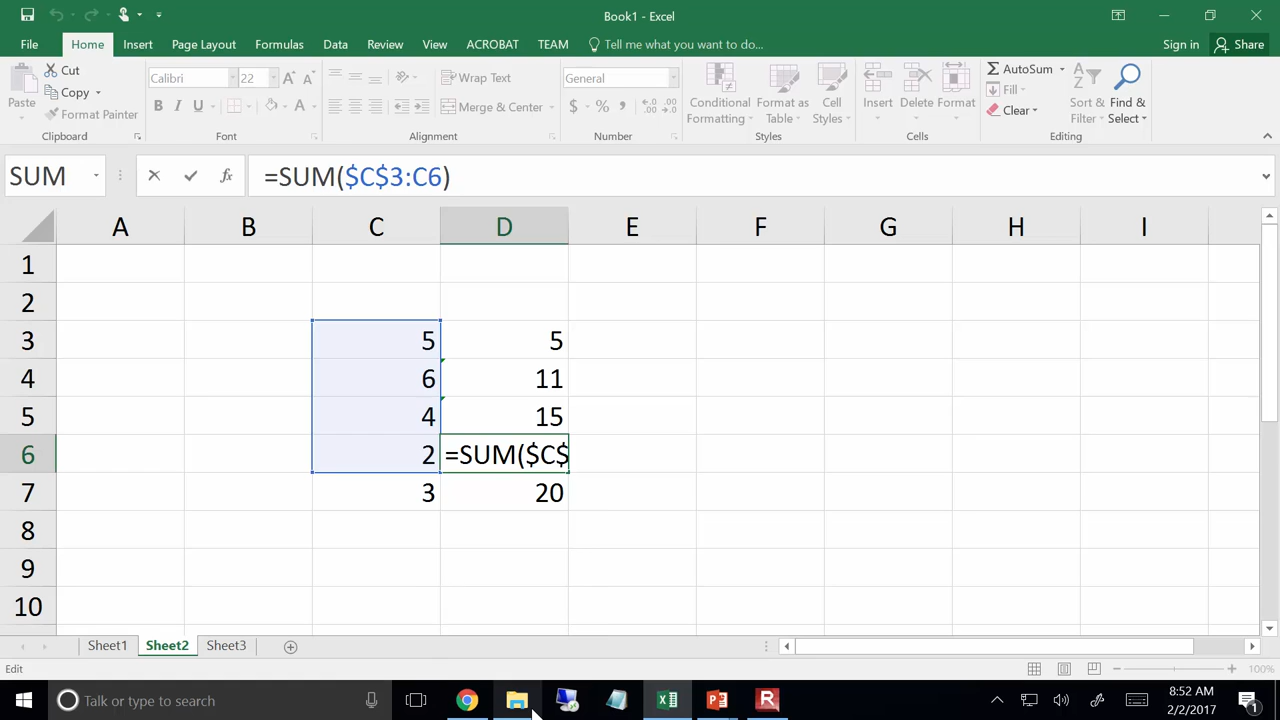 Book1 - Excel
File Home Insert Page Layout Formulas Data Review View ACROBAT TEAM Tell me what you want to do... Sign in Share
Paste Cut Copy Format Painter
Clipboard
Calibri 22 A A
B I U A
Font
Wrap Text
Merge & Center
Alignment
General
$ % , .0 .00
Number
Conditional Formatting Format as Table Cell Styles
Styles
Insert Delete Format
Cells
AutoSum Fill Clear Sort & Filter Find & Select
Editing
SUM fx =SUM($C$3:C6)
A B C D E F G H I
1
2
3 5 5
4 6 11
5 4 15
6 2 =SUM($C$
7 3 20
8
9
10
Sheet1 Sheet2 Sheet3
Edit 100%
Talk or type to search 8:52 AM
2/2/2017 1